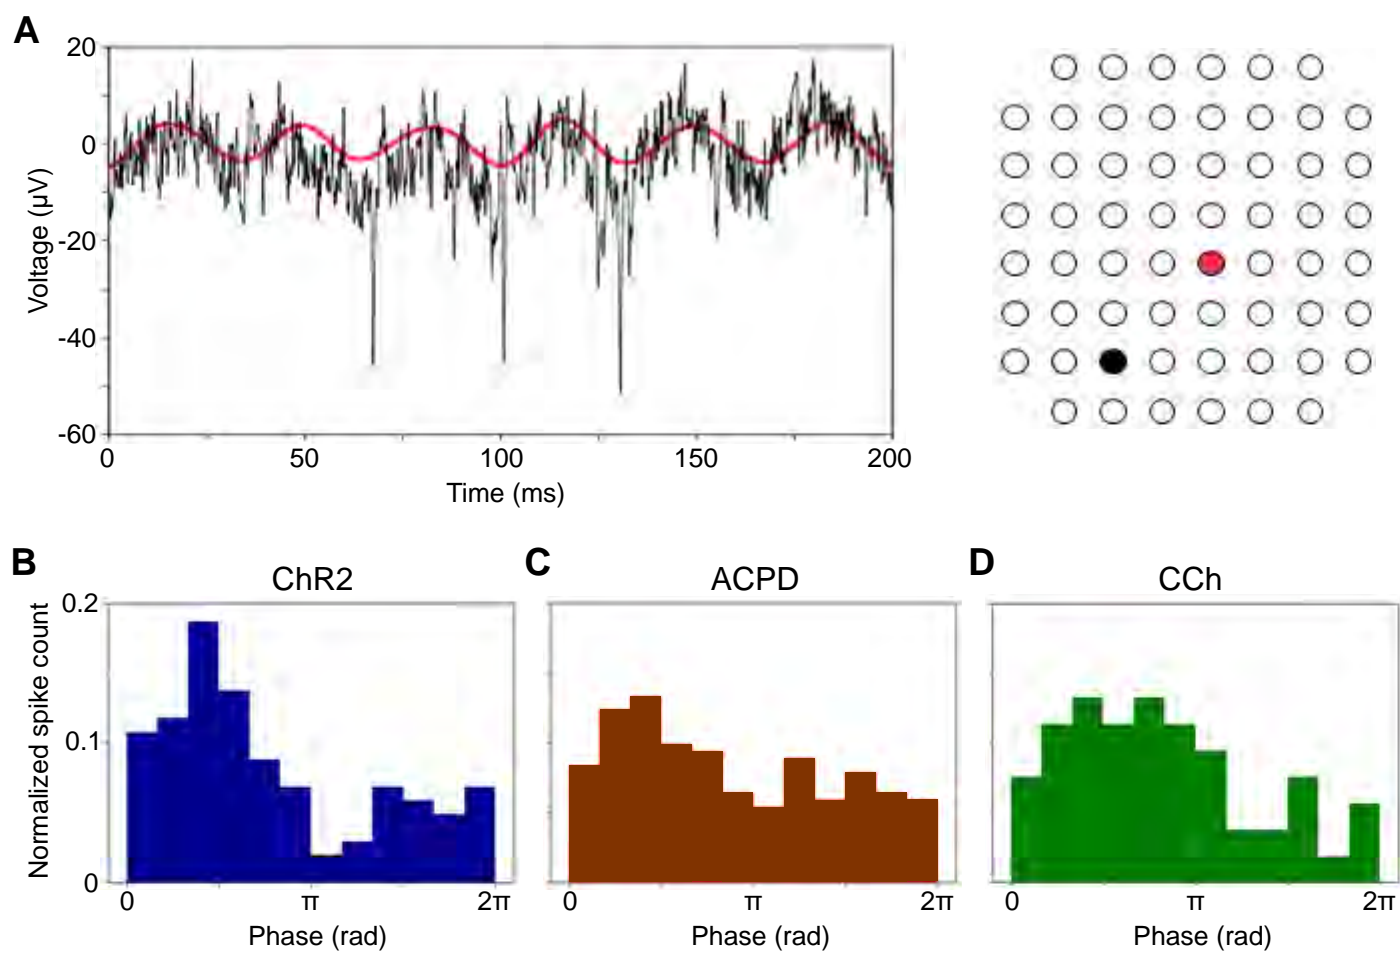 A
20
0
-20
-40
-60
Voltage (µV)
0 50 100 150 200
Time (ms)
B C D
ChR2 ACPD CCh
Normalized spike count
0.2
0.1
0
0 π 2π 0 π 2π 0 π 2π
Phase (rad) Phase (rad) Phase (rad)